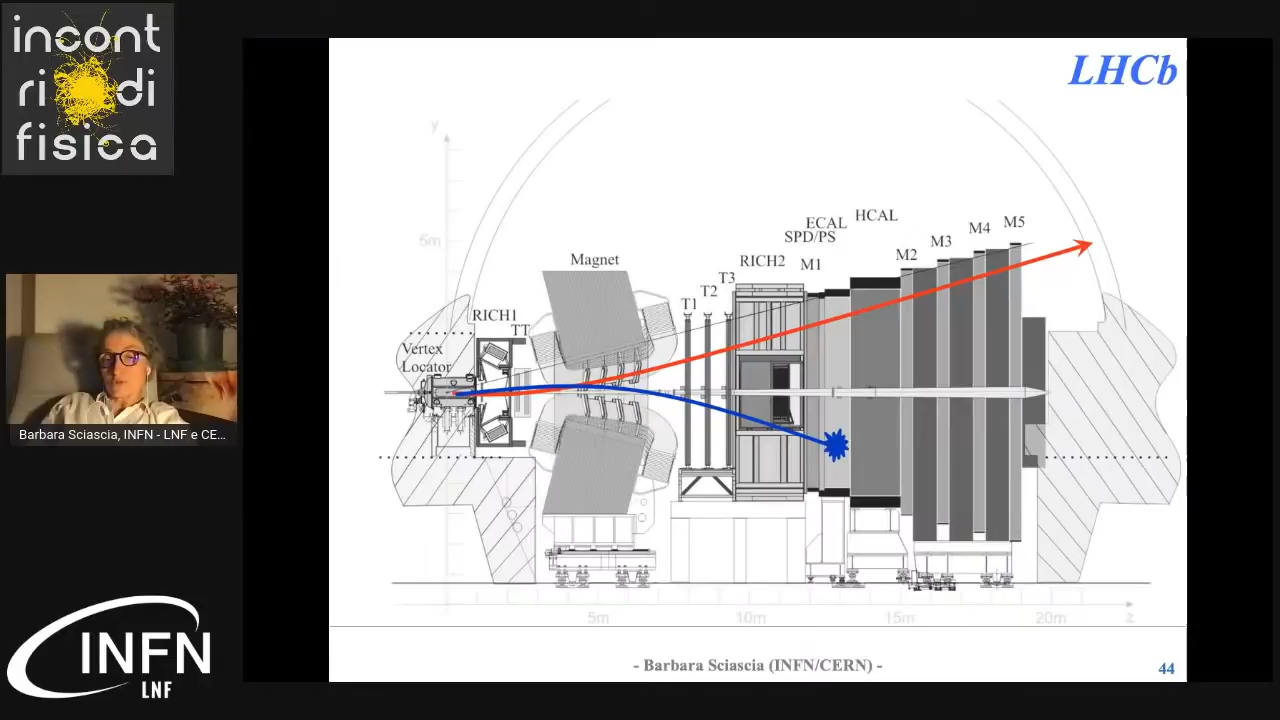 incont
ri di
fisica
LHCb
y
5m
Magnet
RICH1
TT
Vertex
Locator
T1
T2
T3
RICH2
SPD/PS
ECAL
HCAL
M1
M2
M3
M4
M5
5m
10m
15m
20m
z
Barbara Sciascia, INFN - LNF e CE...
INFN
LNF
- Barbara Sciascia (INFN/CERN) -
44